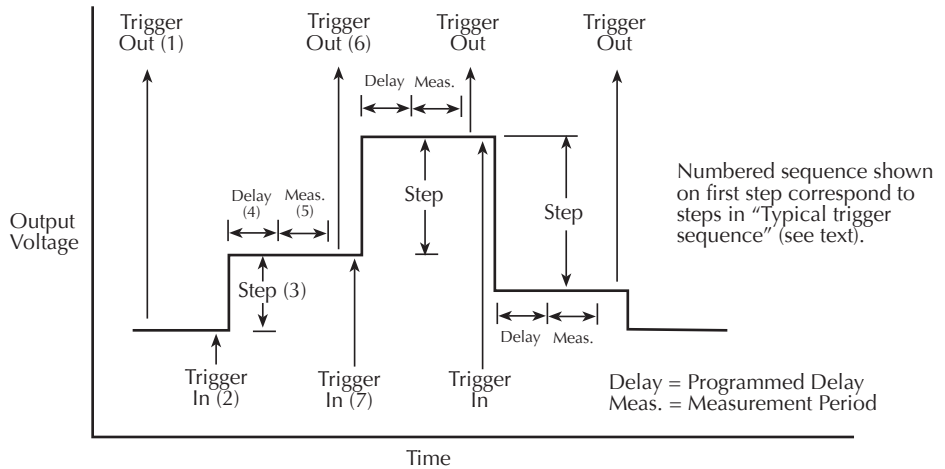 Trigger
Out (1)
Trigger
Out (6)
Trigger
Out
Trigger
Out
Delay
Meas.
Numbered sequence shown
on first step correspond to
steps in “Typical trigger
sequence” (see text).
Delay
(4)
Meas.
(5)
Step
Step
Output
Voltage
Step (3)
Delay
Meas.
Trigger
In (2)
Trigger
In (7)
Trigger
In
Delay = Programmed Delay
Meas. = Measurement Period
Time